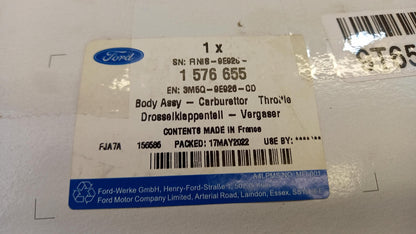 Ford
1 x
SN: RNI8-9E926-
1 576 655
EN: 3M5Q-9E926-CD
Body Assy - Carburettor Throttle
Drosselklappenteil - Vergaser
CONTENTS MADE IN France
FJA7A 156585 PACKED: 17MAY2022 USE BY:
Ford-Werke GmbH, Henry-Ford-Straße 1,
Ford Motor Company Limited, Arterial Road, Laindon, Essex,